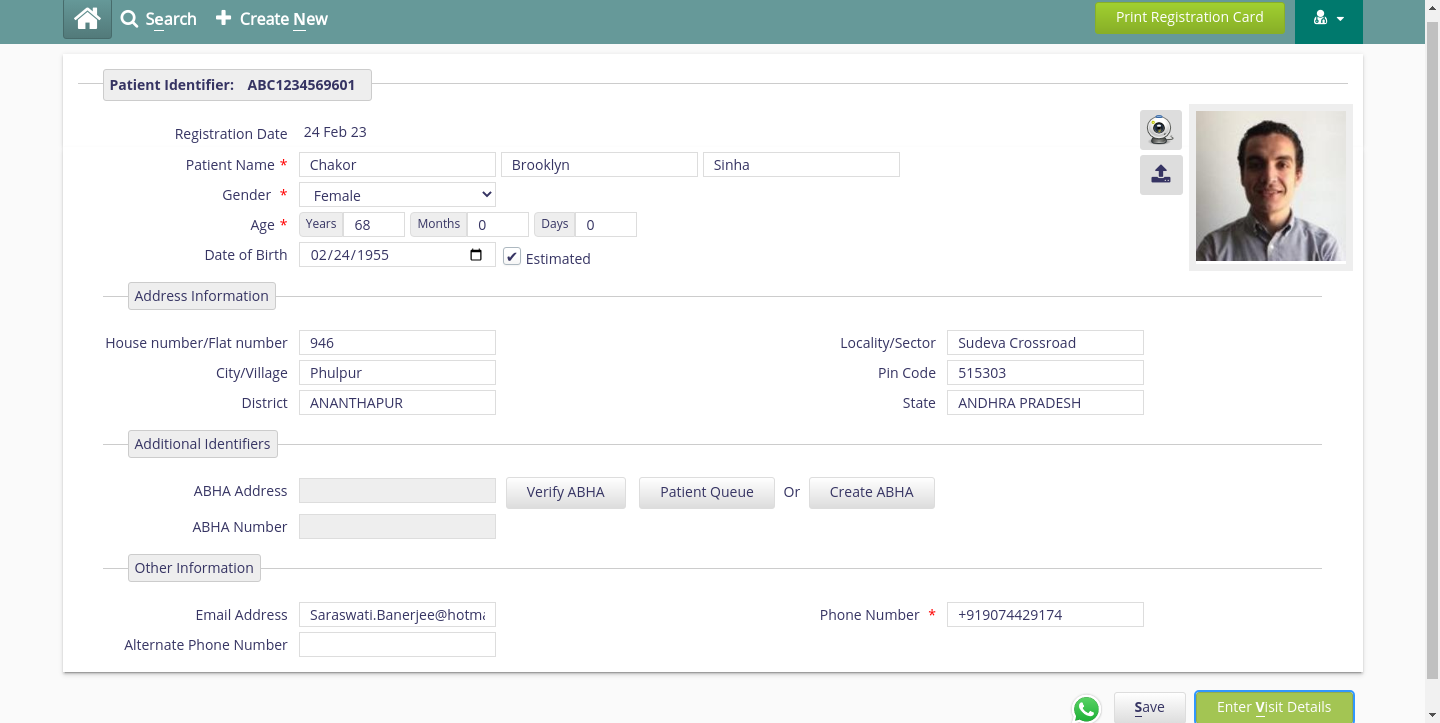 Search Create New Print Registration Card
Patient Identifier: ABC1234569601
Registration Date 24 Feb 23
Patient Name * Chakor Brooklyn Sinha
Gender * Female
Age * Years 68 Months 0 Days 0
Date of Birth 02/24/1955 Estimated
Address Information
House number/Flat number 946 Locality/Sector Sudeva Crossroad
City/Village Phulpur Pin Code 515303
District ANANTHAPUR State ANDHRA PRADESH
Additional Identifiers
ABHA Address Verify ABHA Patient Queue Or Create ABHA
ABHA Number
Other Information
Email Address Saraswati.Banerjee@hotma Phone Number * +919074429174
Alternate Phone Number
Save Enter Visit Details